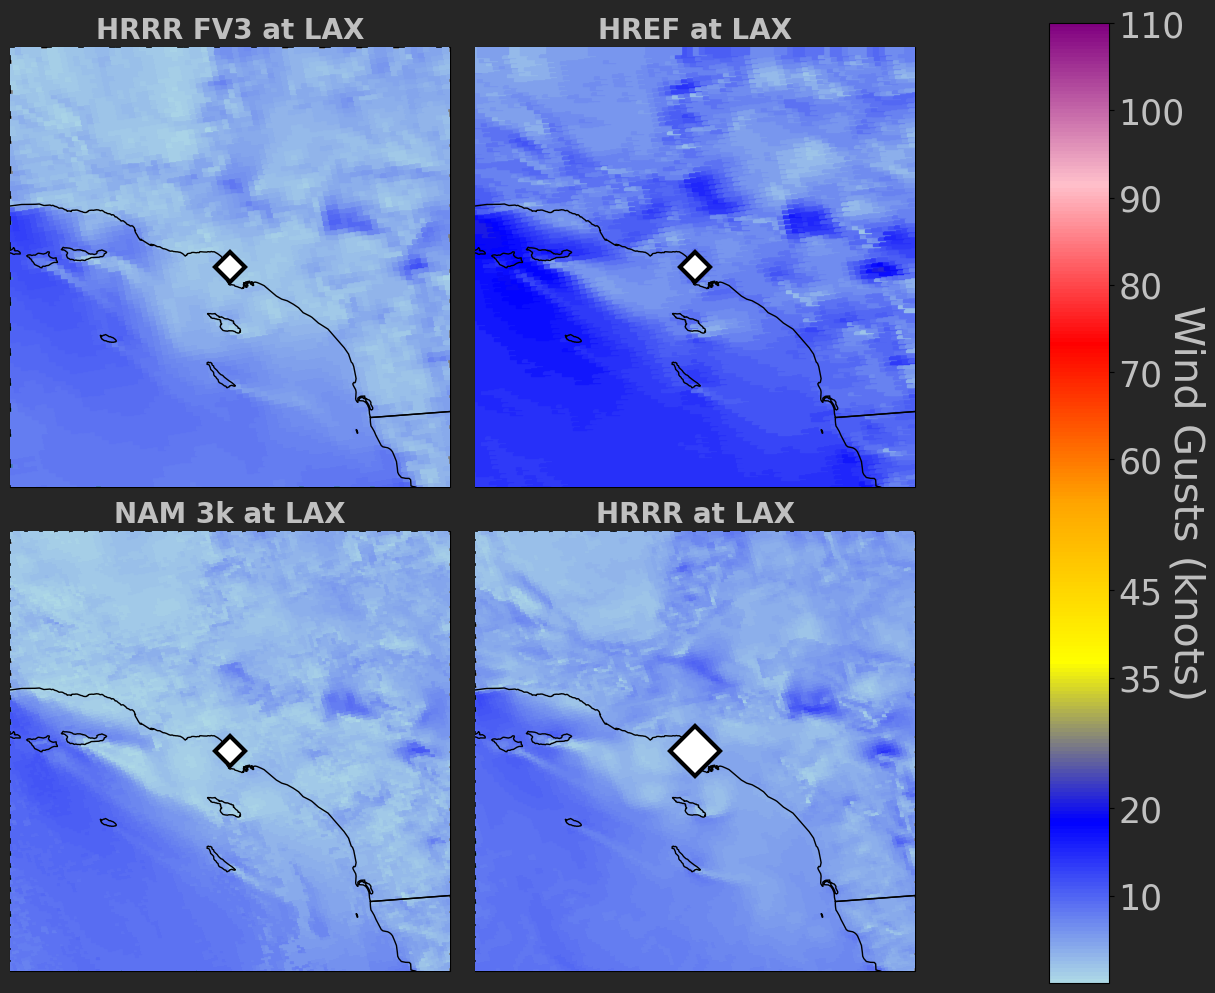 HRRR FV3 at LAX
HREF at LAX
NAM 3k at LAX
HRRR at LAX
110
100
90
80
70
60
45
35
20
10
Wind Gusts (knots)